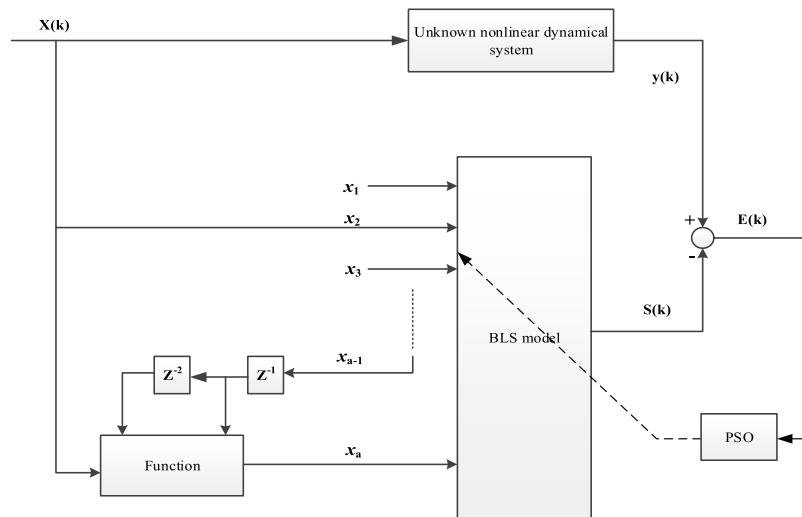 X(k)
Unknown nonlinear dynamical
system
y(k)
x1
x2
+
E(k)
-
x3
S(k)
BLS model
xa-1
Z-2
Z-1
PSO
Function
xa